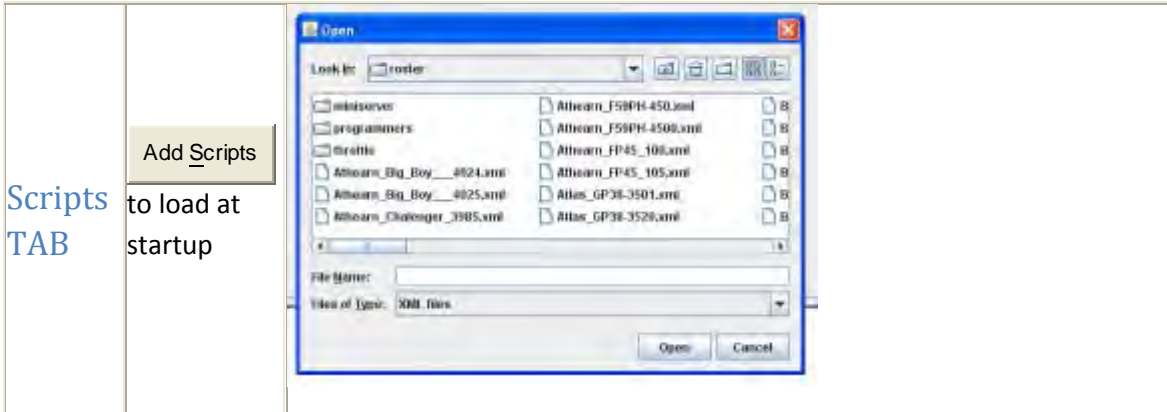 Scripts
TAB
Add Scripts
to load at
startup
Open
Look In: roster
miniserver
programmers
throttle
Athearn_Big_Boy___4024.xml
Athearn_Big_Boy___4025.xml
Athearn_Challenger_3985.xml
Athearn_F59PH-450.xml
Athearn_F59PH-4500.xml
Athearn_FP45_100.xml
Athearn_FP45_105.xml
Atlas_GP38-3501.xml
Atlas_GP38-3520.xml
B
B
B
B
B
B
File Name:
Files of Type: XML files
Open
Cancel